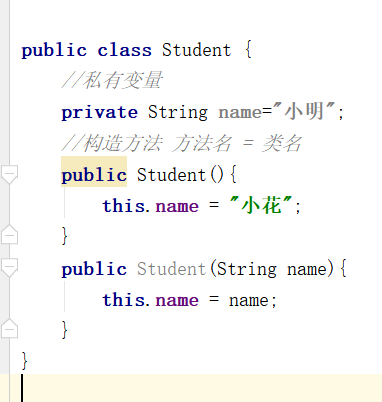 public class Student {
//私有变量
private String name="小明";
//构造方法 方法名 = 类名
public Student(){
this.name = "小花";
}
public Student(String name){
this.name = name;
}
}